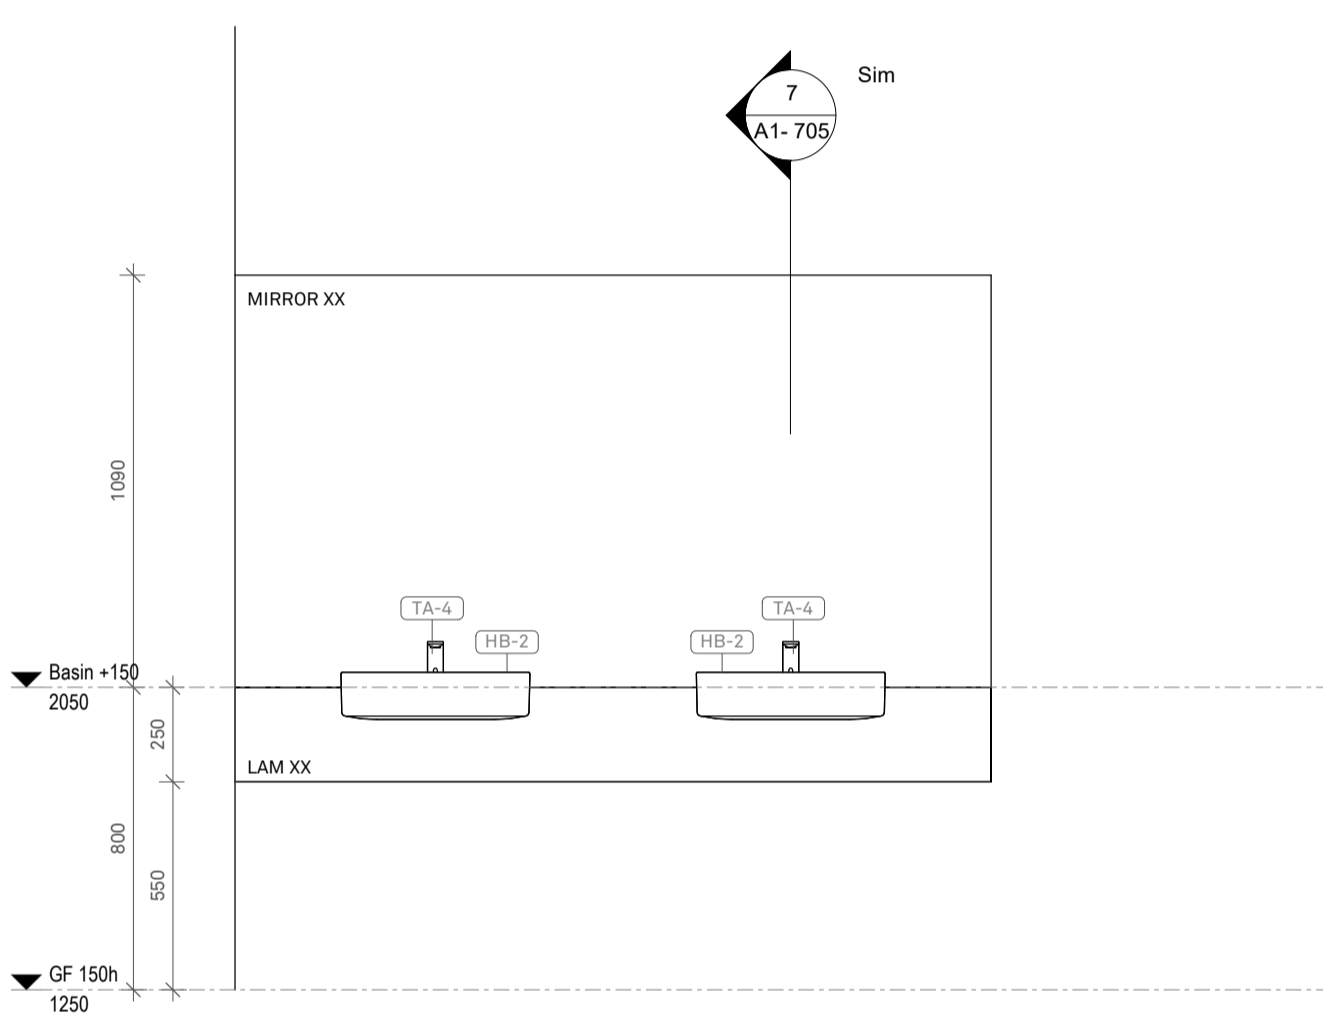 7
Sim
A1- 705
MIRROR XX
1090
TA-4
TA-4
HB-2
HB-2
Basin +150
2050
250
LAM XX
800
550
GF 150h
1250